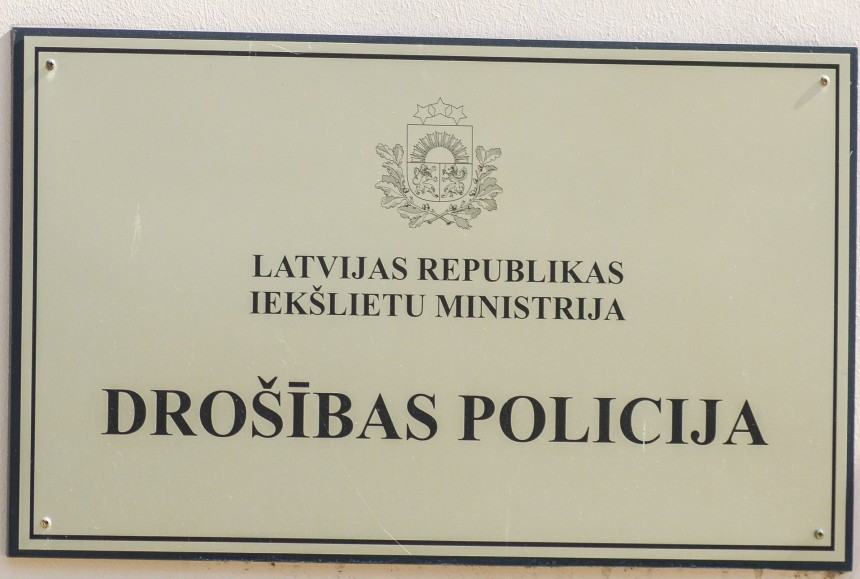 LATVIJAS REPUBLIKAS
IEKŠLIETU MINISTRIJA
DROŠĪBAS POLICIJA